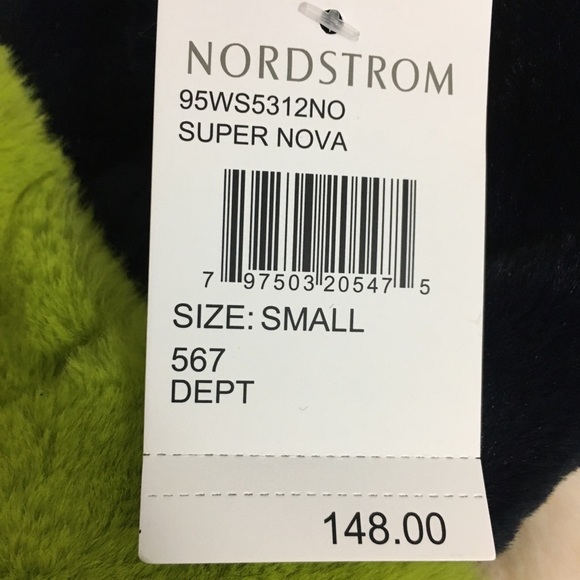 NORDSTROM
95WS5312NO
SUPER NOVA
7 97503 20547 5
SIZE: SMALL
567
DEPT
148.00